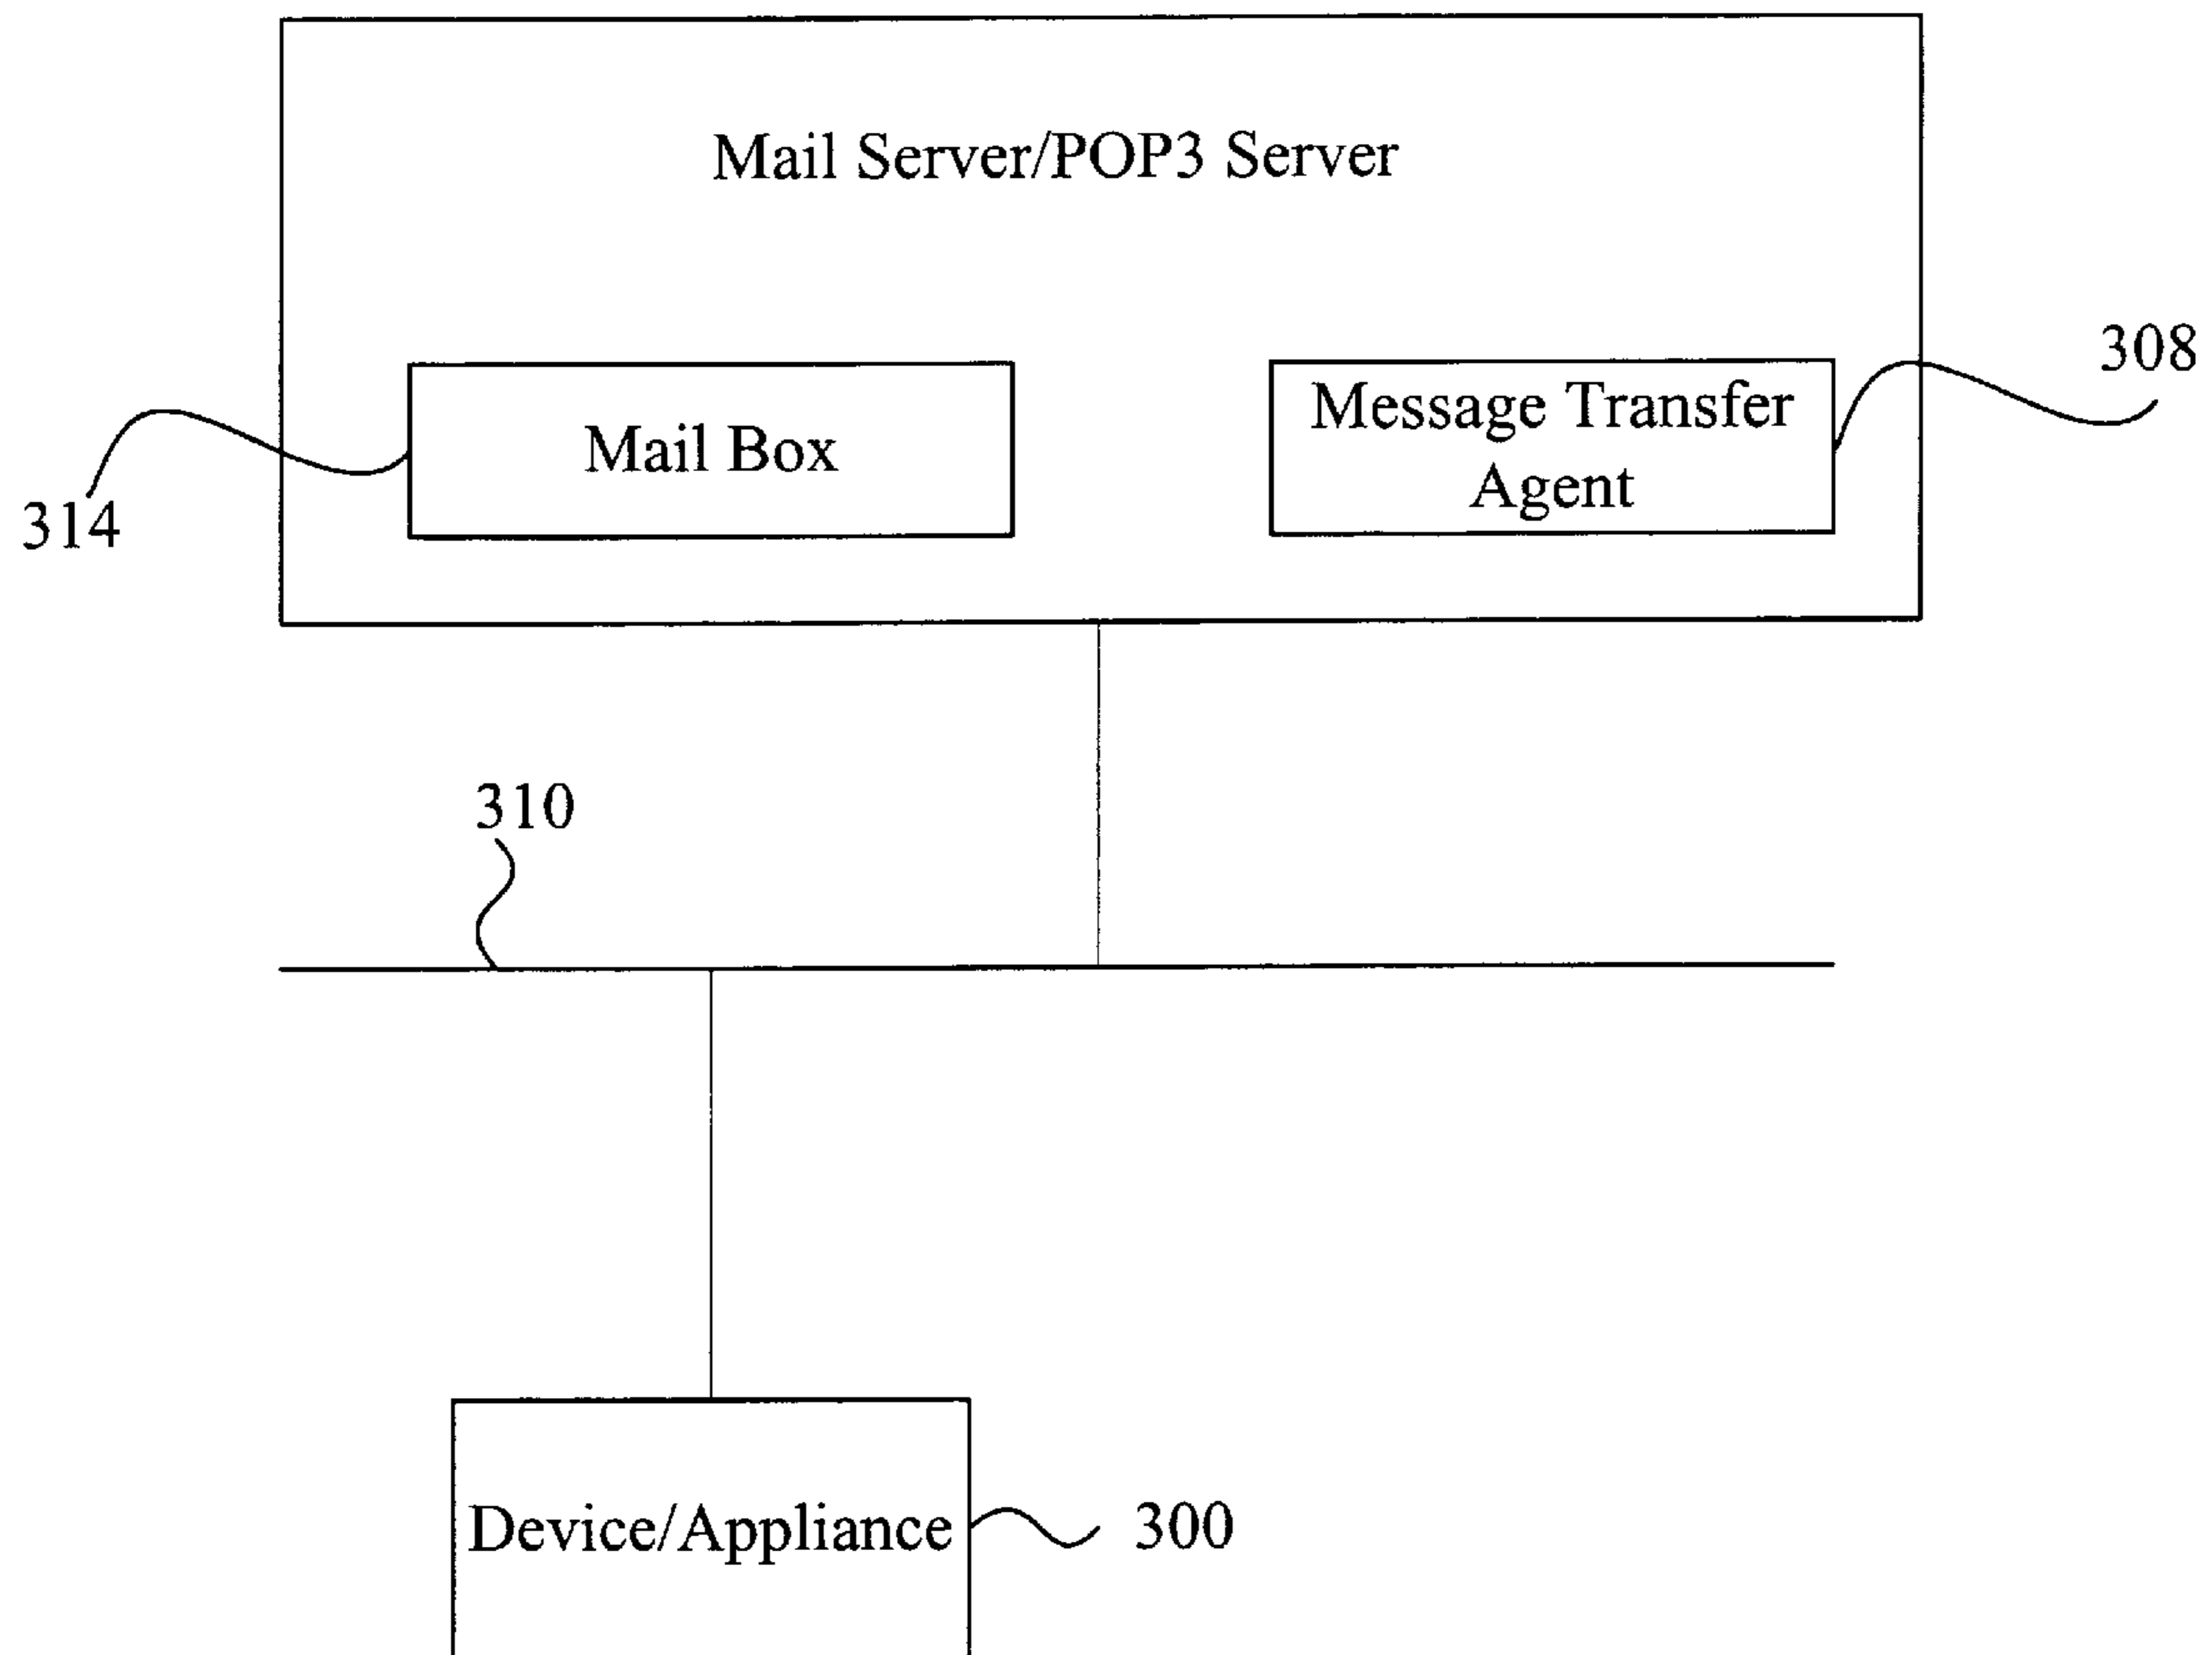 Mail Server/POP3 Server
308
Message Transfer
Agent
Mail Box
314
310
Device/Appliance
300